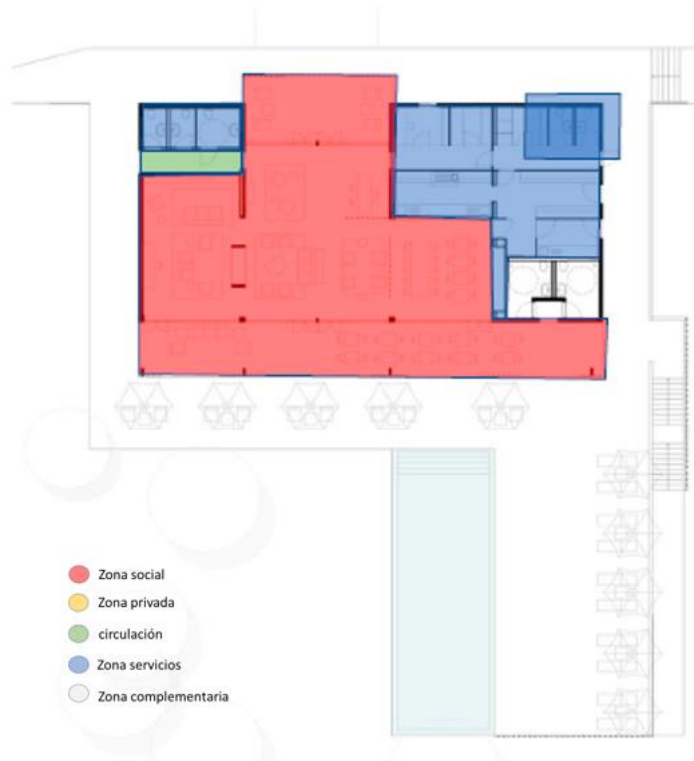 Zona social
Zona privada
circulación
Zona servicios
Zona complementaria